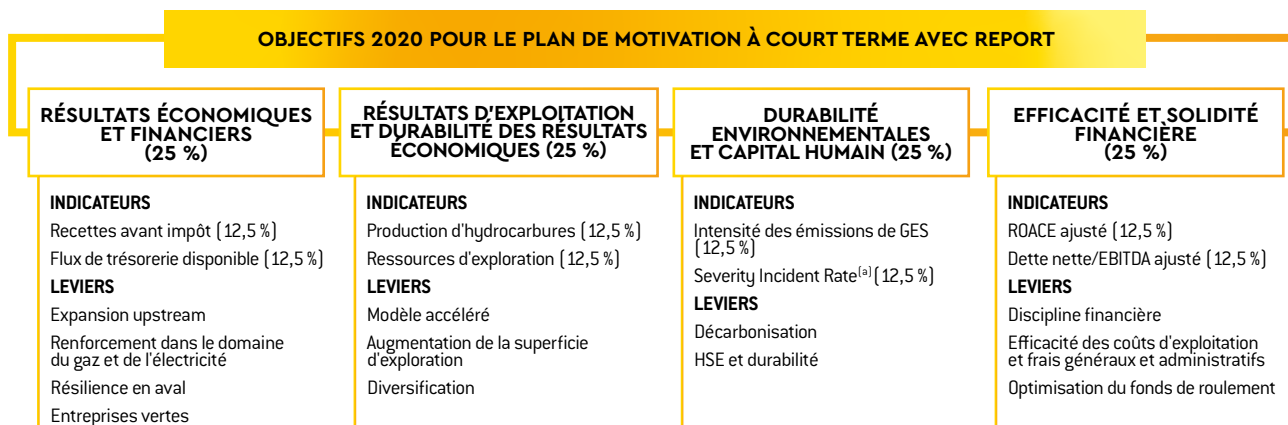 OBJECTIFS 2020 POUR LE PLAN DE MOTIVATION À COURT TERME AVEC REPORT
RÉSULTATS ÉCONOMIQUES
ET FINANCIERS
(25 %)
INDICATEURS
Recettes avant impôt (12,5 %)
Flux de trésorerie disponible (12,5 %)
LEVIERS
Expansion upstream
Renforcement dans le domaine
du gaz et de l'électricité
Résilience en aval
Entreprises vertes
RÉSULTATS D'EXPLOITATION
ET DURABILITÉ DES RÉSULTATS
ÉCONOMIQUES (25 %)
INDICATEURS
Production d'hydrocarbures (12,5 %)
Ressources d'exploration (12,5 %)
LEVIERS
Modèle accéléré
Augmentation de la superficie
d'exploration
Diversification
DURABILITÉ
ENVIRONNEMENTALES
ET CAPITAL HUMAIN (25 %)
INDICATEURS
Intensité des émissions de GES
(12,5 %)
Severity Incident Rate(a) (12,5 %)
LEVIERS
Décarbonisation
HSE et durabilité
EFFICACITÉ ET SOLIDITÉ
FINANCIÈRE
(25 %)
INDICATEURS
ROACE ajusté (12,5 %)
Dette nette/EBITDA ajusté (12,5 %)
LEVIERS
Discipline financière
Efficacité des coûts d'exploitation
et frais généraux et administratifs
Optimisation du fonds de roulement